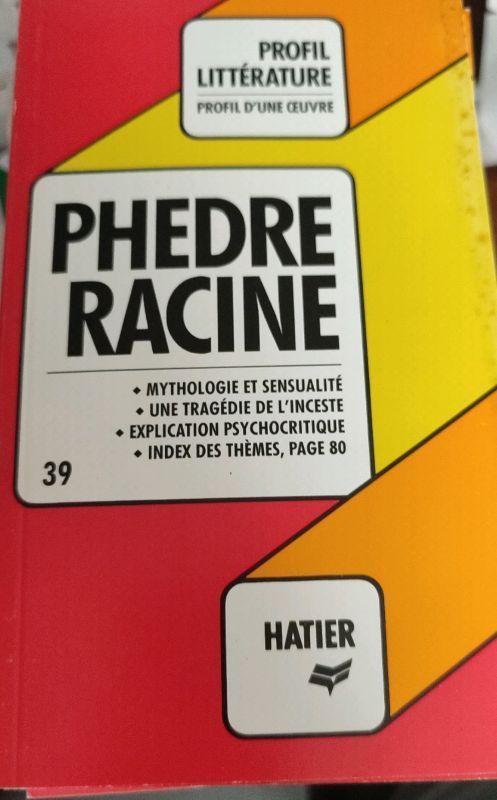 PROFIL
LITTÉRATURE
PROFIL D'UNE ŒUVRE
PHEDRE
RACINE
◆ MYTHOLOGIE ET SENSUALITÉ
◆ UNE TRAGÉDIE DE L'INCESTE
◆ EXPLICATION PSYCHOCRITIQUE
◆ INDEX DES THÈMES, PAGE 80
39
HATIER